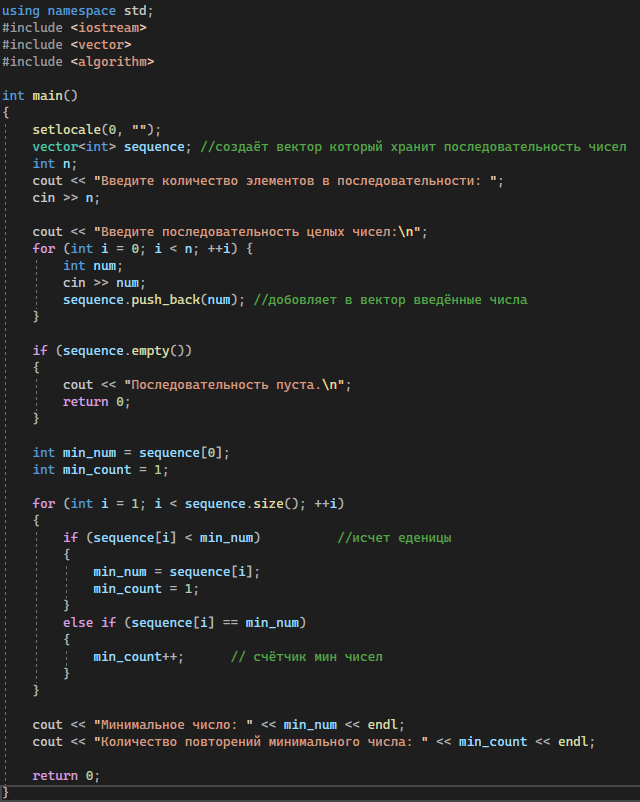 using namespace std;
#include <iostream>
#include <vector>
#include <algorithm>
int main()
{
setlocale(0, "");
vector<int> sequence; //создаёт вектор который хранит последовательность чисел
int n;
cout << "Введите количество элементов в последовательности: ";
cin >> n;
cout << "Введите последовательность целых чисел:\n";
for (int i = 0; i < n; ++i) {
int num;
cin >> num;
sequence.push_back(num); //добовляет в вектор введённые числа
}
if (sequence.empty())
{
cout << "Последовательность пуста.\n";
return 0;
}
int min_num = sequence[0];
int min_count = 1;
for (int i = 1; i < sequence.size(); ++i)
{
if (sequence[i] < min_num) //исчет еденицы
{
min_num = sequence[i];
min_count = 1;
}
else if (sequence[i] == min_num)
{
min_count++; // счётчик мин чисел
}
}
cout << "Минимальное число: " << min_num << endl;
cout << "Количество повторений минимального числа: " << min_count << endl;
return 0;
}